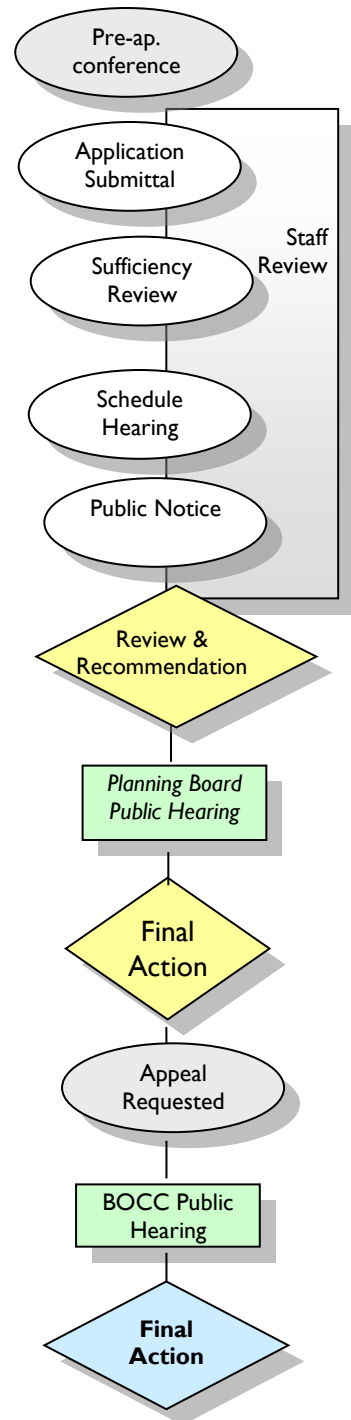 Pre-ap.
conference
Application
Submittal
Staff
Review
Sufficiency
Review
Schedule
Hearing
Public Notice
Review &
Recommendation
Planning Board
Public Hearing
Final
Action
Appeal
Requested
BOCC Public
Hearing
Final
Action